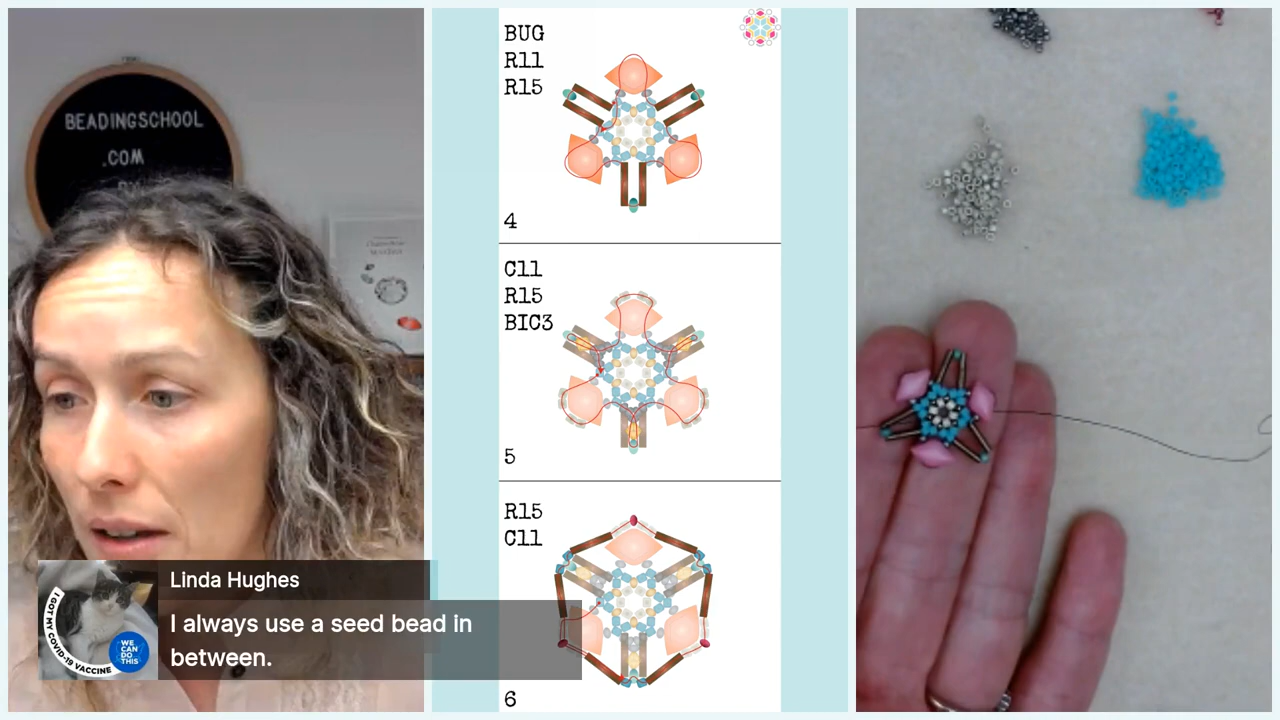 BEADINGSCHOOL
.COM
BUG
R11
R15
4
C11
R15
BIC3
5
R15
C11
6
Linda Hughes
I always use a seed bead in
between.
I GOT MY COVID-19 VACCINE
WE
CAN DO
THIS